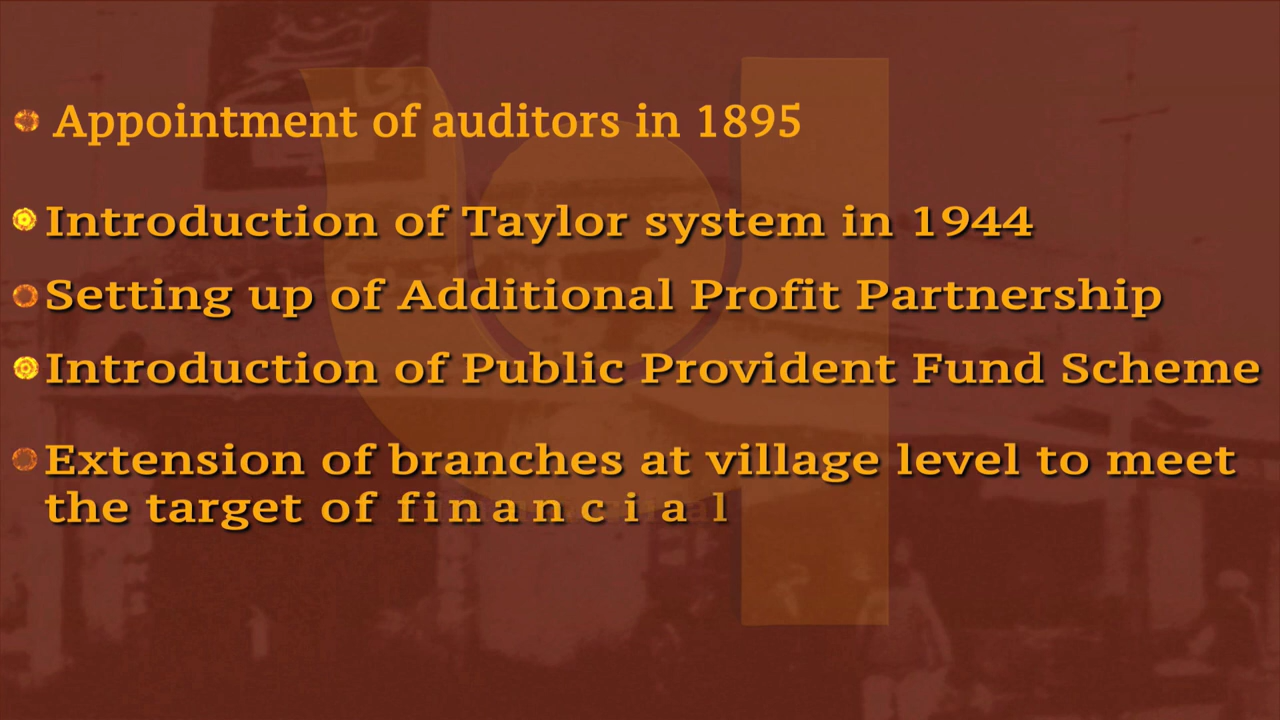 Appointment of auditors in 1895
Introduction of Taylor system in 1944
Setting up of Additional Profit Partnership
Introduction of Public Provident Fund Scheme
Extension of branches at village level to meet
the target of financial